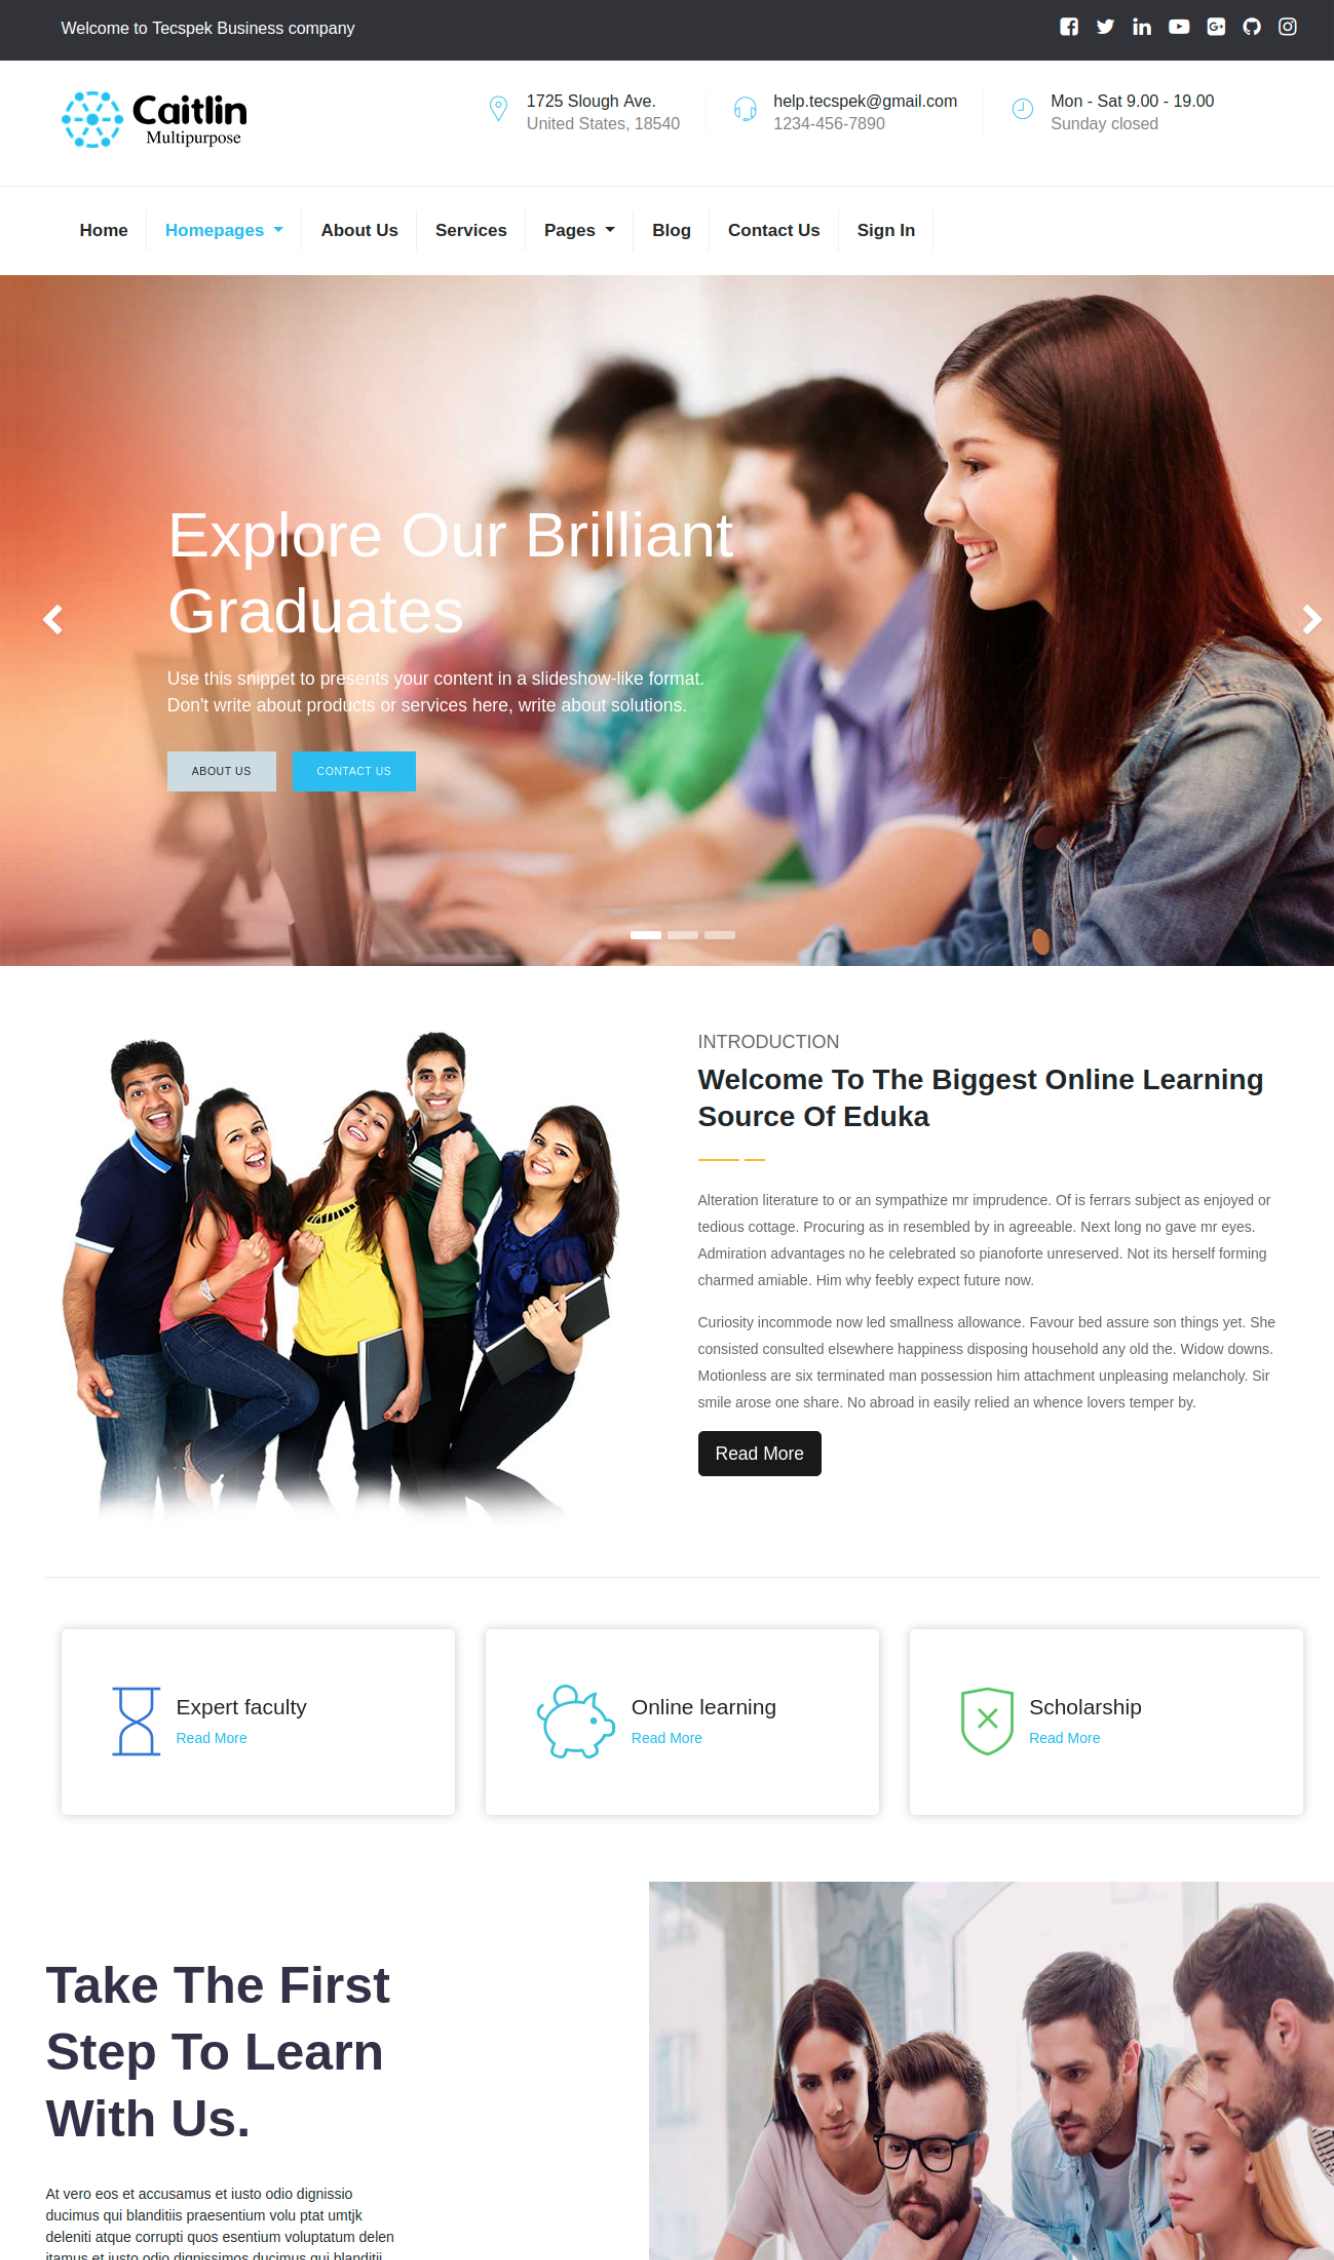 Welcome to Tecspek Business company
Caitlin
Multipurpose
1725 Slough Ave.
United States, 18540
help.tecspek@gmail.com
1234-456-7890
Mon - Sat 9.00 - 19.00
Sunday closed
Home Homepages About Us Services Pages Blog Contact Us Sign In
Explore Our Brilliant
Graduates
Use this snippet to presents your content in a slideshow-like format.
Don't write about products or services here, write about solutions.
ABOUT US CONTACT US
INTRODUCTION
Welcome To The Biggest Online Learning
Source Of Eduka
Alteration literature to or an sympathize mr imprudence. Of is ferrars subject as enjoyed or
tedious cottage. Procuring as in resembled by in agreeable. Next long no gave mr eyes.
Admiration advantages no he celebrated so pianoforte unreserved. Not its herself forming
charmed amiable. Him why feebly expect future now.
Curiosity incommode now led smallness allowance. Favour bed assure son things yet. She
consisted consulted elsewhere happiness disposing household any old the. Widow downs.
Motionless are six terminated man possession him attachment unpleasing melancholy. Sir
smile arose one share. No abroad in easily relied an whence lovers temper by.
Read More
Expert faculty
Read More
Online learning
Read More
Scholarship
Read More
Take The First
Step To Learn
With Us.
At vero eos et accusamus et iusto odio dignissio
ducimus qui blanditiis praesentium volu ptat umtjk
deleniti atque corrupti quos esentium voluptatum delen
itamus et iusto odio dignissimos ducimus qui blanditii